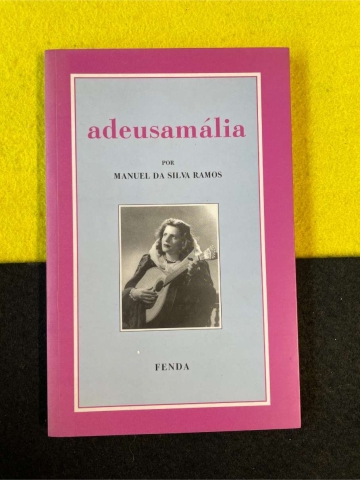 adeusamália
POR
MANUEL DA SILVA RAMOS
FENDA